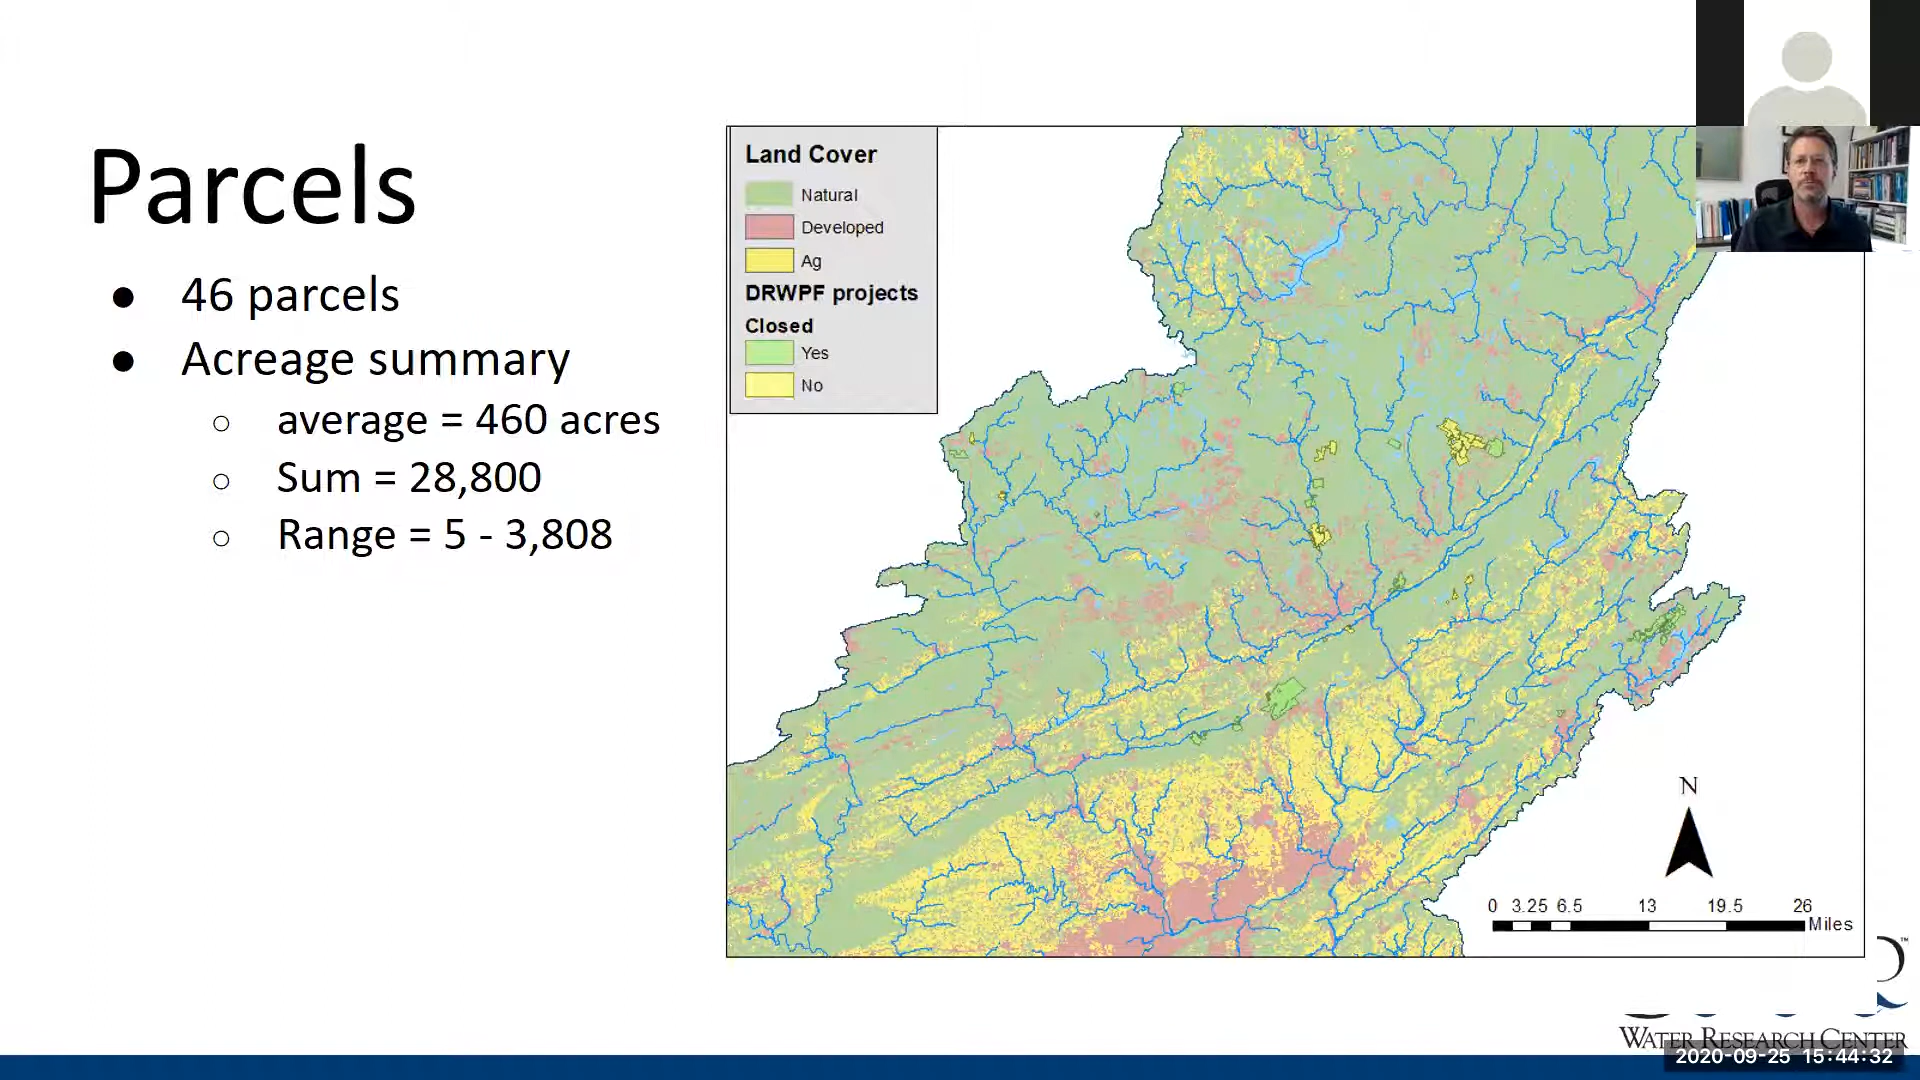 Parcels
● 46 parcels
● Acreage summary
○ average = 460 acres
○ Sum = 28,800
○ Range = 5 - 3,808
Land Cover
Natural
Developed
Ag
DRWPF projects
Closed
Yes
No
N
0 3.25 6.5 13 19.5 26
Miles
WATER RESEARCH CENTER
2020-09-25 15:44:32